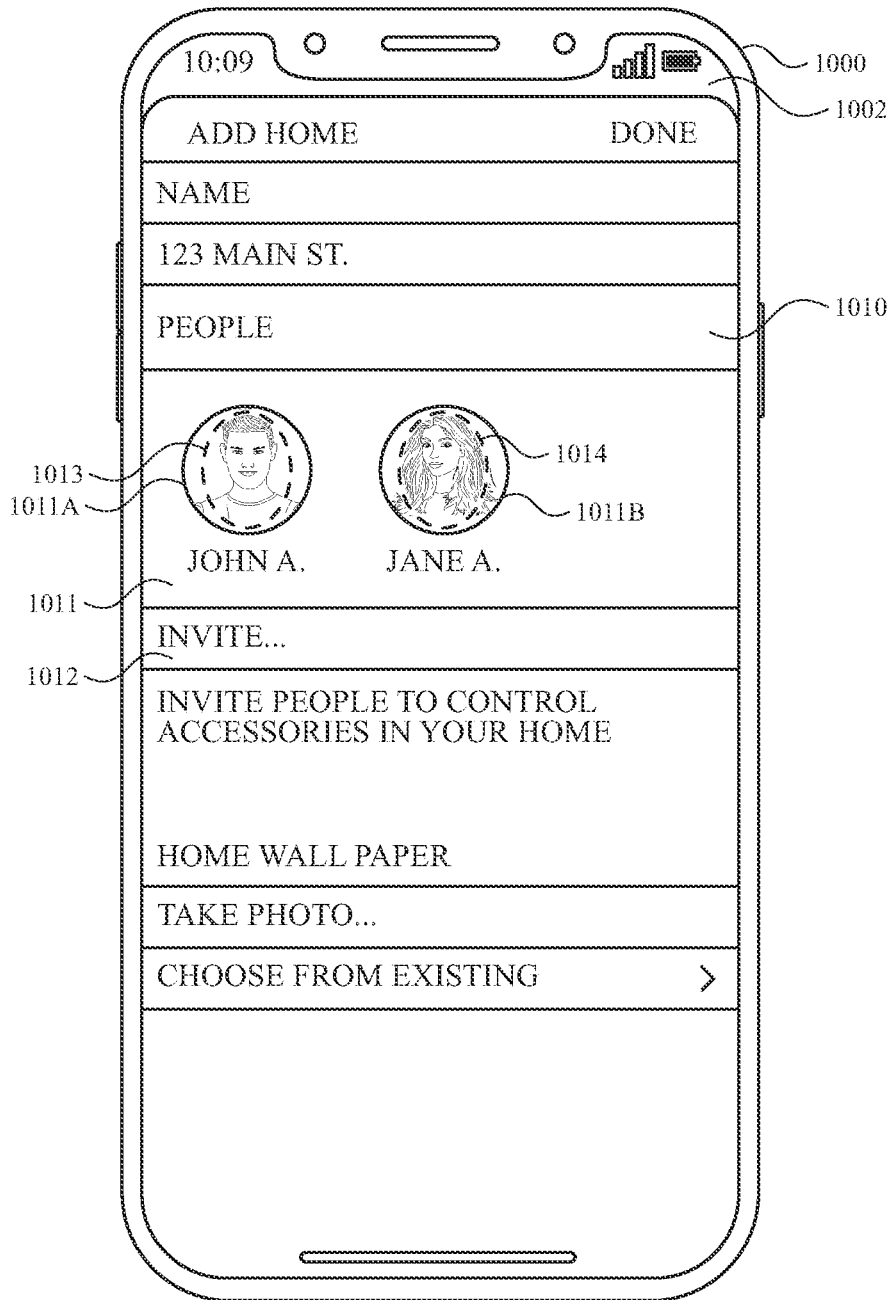 10:09
1000
1002
ADD HOME DONE
NAME
123 MAIN ST.
1010
PEOPLE
1013
1014
1011A
1011B
JOHN A. JANE A.
1011
INVITE...
1012
INVITE PEOPLE TO CONTROL
ACCESSORIES IN YOUR HOME
HOME WALL PAPER
TAKE PHOTO...
CHOOSE FROM EXISTING >